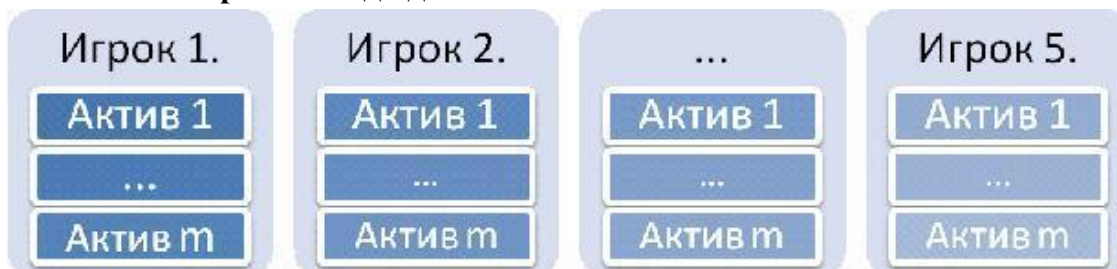 Игрок 1.
Актив 1
...
Актив m
Игрок 2.
Актив 1
...
Актив m
...
Актив 1
...
Актив m
Игрок 5.
Актив 1
...
Актив m